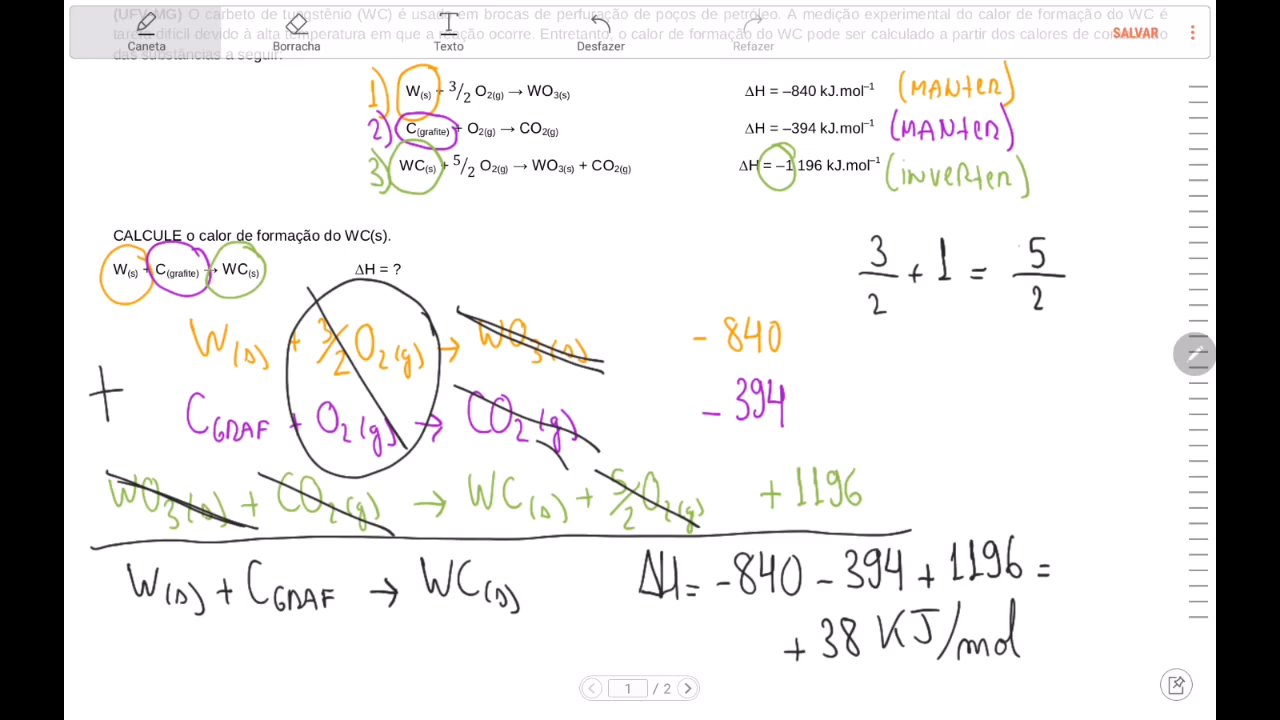 (UFV-MG) O carbeto de tungstênio (WC) é usado em brocas de perfuração de poços de petróleo. A medição experimental do calor de formação do WC é
difícil devido à alta temperatura em que a reação ocorre. Entretanto, o calor de formação do WC pode ser calculado a partir dos calores de
das substâncias a seguir.
Caneta Borracha Texto Desfazer Refazer SALVAR
1) W(s) + 3/2 O2(g) → WO3(s) ΔH = –840 kJ.mol–1 (MANTER)
2) C(grafite) + O2(g) → CO2(g) ΔH = –394 kJ.mol–1 (MANTER)
3) WC(s) + 5/2 O2(g) → WO3(s) + CO2(g) ΔH = –1 196 kJ.mol–1 (INVERTER)
CALCULE o calor de formação do WC(s).
W(s) + C(grafite) → WC(s) ΔH = ?
3/2 + 1 = 5/2
W(s) + 3/2 O2(g) → WO3(s) - 840
+
CGRAF + O2(g) → CO2(g) - 394
WO3(s) + CO2(g) → WC(s) + 5/2 O2(g) + 1196
W(s) + CGRAF → WC(s) ΔH = - 840 - 394 + 1196 =
+ 38 KJ/mol
1 / 2